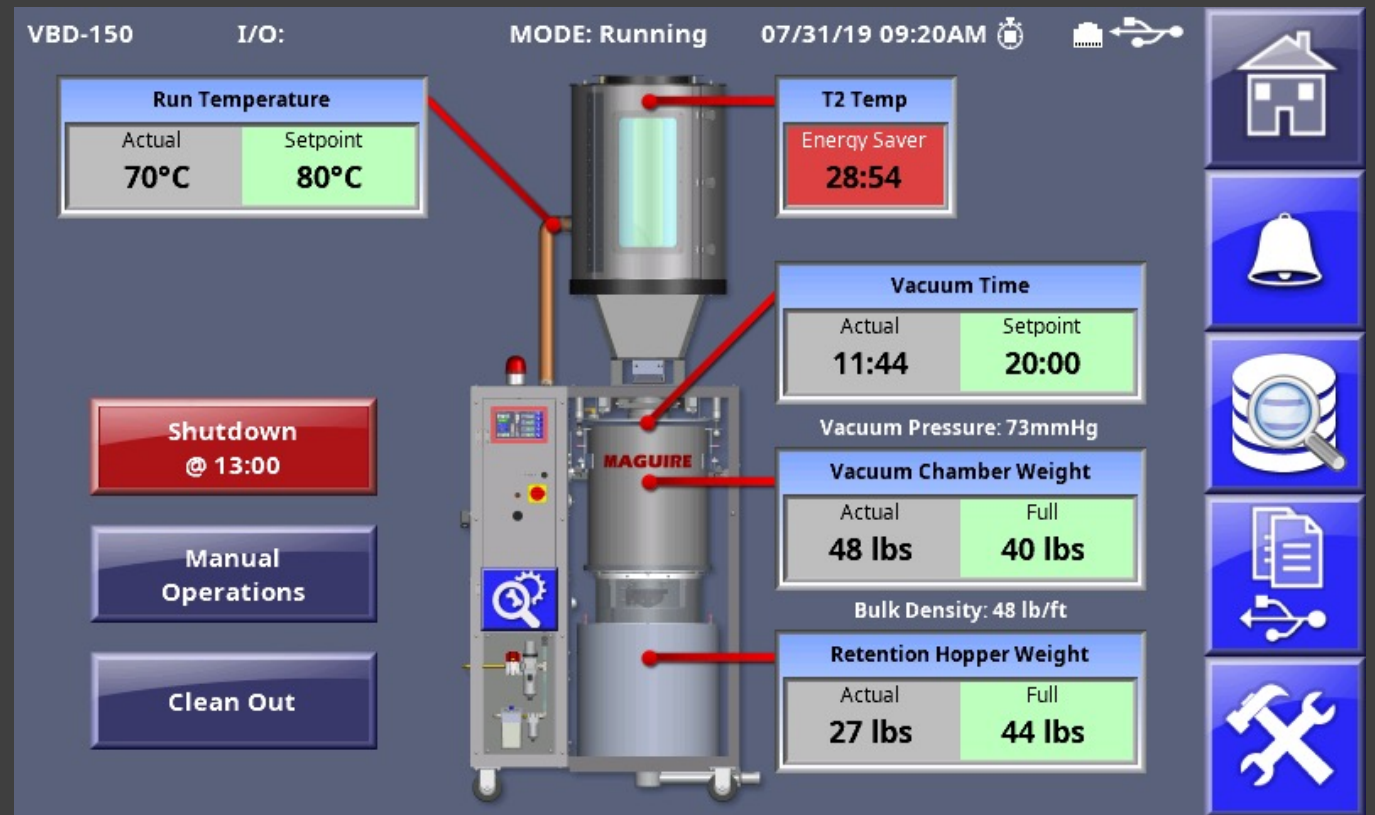 VBD-150 I/O: MODE: Running 07/31/19 09:20AM
Run Temperature
Actual Setpoint
70°C 80°C
T2 Temp
Energy Saver
28:54
Vacuum Time
Actual Setpoint
11:44 20:00
Vacuum Pressure: 73mmHg
Shutdown
@ 13:00
MAGUIRE
Vacuum Chamber Weight
Actual Full
48 lbs 40 lbs
Manual
Operations
Bulk Density: 48 lb/ft
Retention Hopper Weight
Actual Full
27 lbs 44 lbs
Clean Out